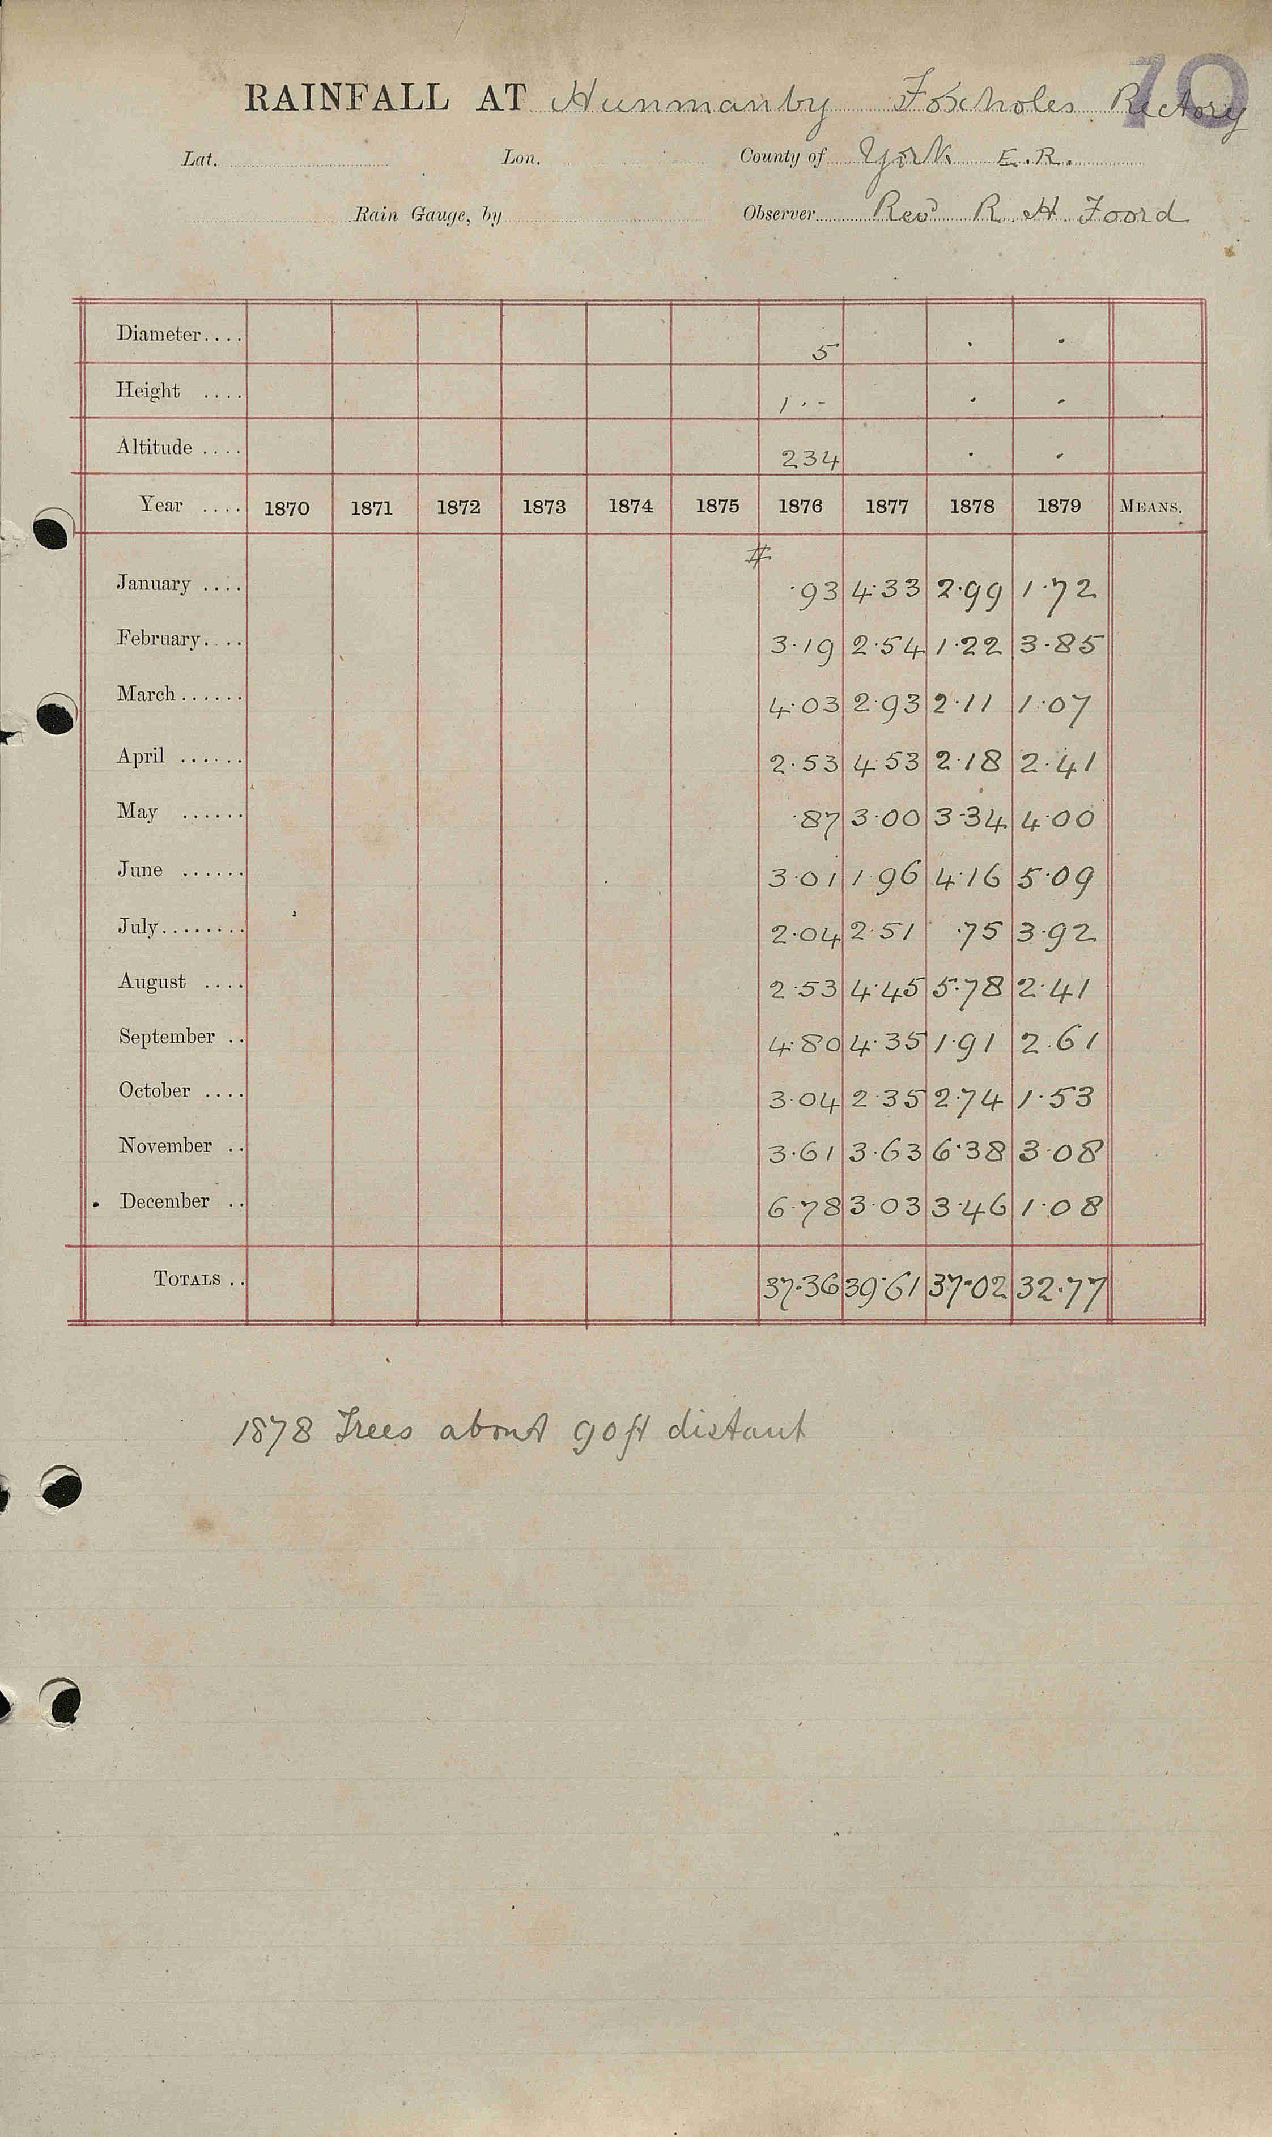 70
RAINFALL AT Hunmanby Foxholes Rectory
Lat. Lon. County of York E.R.
Rain Gauge, by Observer Revd R H Foord
Diameter.... 5 . .
Height .... 1 . - . .
Altitude .... 234 . .
Year .... 1870 1871 1872 1873 1874 1875 1876 1877 1878 1879 MEANS.
#
January .... .93 4.33 2.99 1.72
February.... 3.19 2.54 1.22 3.85
March...... 4.03 2.93 2.11 1.07
April ...... 2.53 4.53 2.18 2.41
May ...... .87 3.00 3.34 4.00
June ...... 3.01 1.96 4.16 5.09
July........ 2.04 2.51 .75 3.92
August .... 2.53 4.45 5.78 2.41
September .. 4.80 4.35 1.91 2.61
October .... 3.04 2.35 2.74 1.53
November .. 3.61 3.63 6.38 3.08
December .. 6.78 3.03 3.46 1.08
TOTALS .. 37.36 39.61 37.02 32.77
1878 Trees about 90ft distant